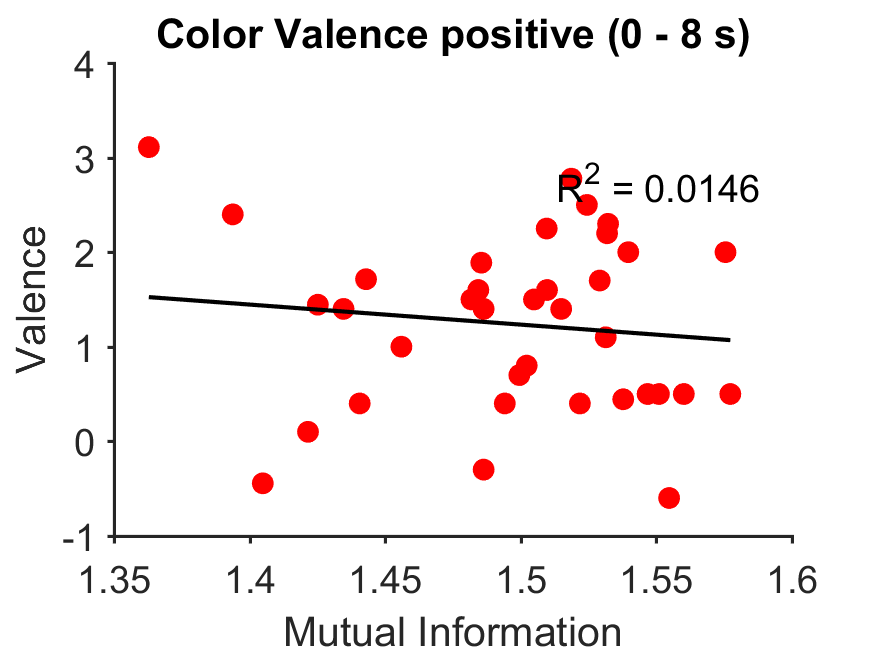 Color Valence positive (0 - 8 s)
4
3
2
1
0
-1
Valence
R² = 0.0146
1.35 1.4 1.45 1.5 1.55 1.6
Mutual Information